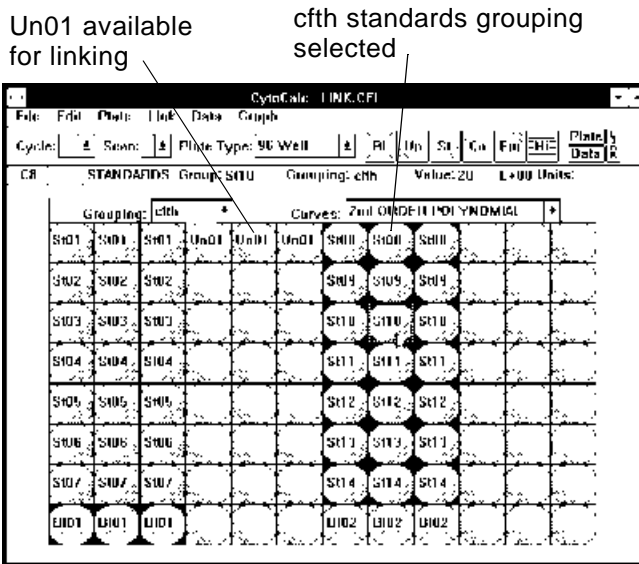 Un01 available
for linking
cfth standards grouping
selected
CytoCalc LINK.CFI
File Edit Plate Link Data Graph
Cycle: Scan: Plate Type: 96 Well Bl Un St Co Plate
Data
C8 STANDARDS Group: St10 Grouping: cfth Value: 20 Units:
Grouping: cfth Curves: 2nd ORDER POLYNOMIAL
St01 St01 St01 Un01 Un01 Un01 St08 St08 St08
St02 St02 St02 St09 St09 St09
St03 St03 St03 St10 St10 St10
St04 St04 St04 St11 St11 St11
St05 St05 St05 St12 St12 St12
St06 St06 St06 St13 St13 St13
St07 St07 St07 St14 St14 St14
Bl01 Bl01 Bl01 Bl02 Bl02 Bl02